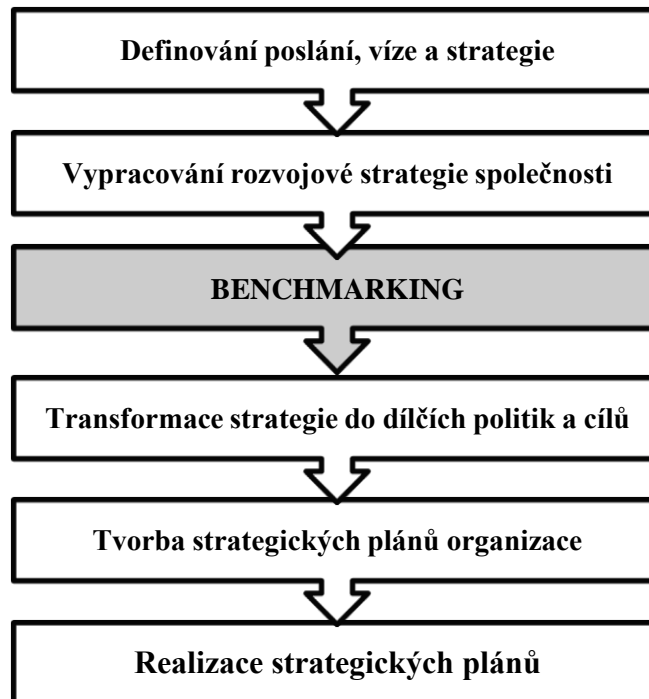 Definování poslání, víze a strategie
Vypracování rozvojové strategie společnosti
BENCHMARKING
Transformace strategie do dílčích politik a cílů
Tvorba strategických plánů organizace
Realizace strategických plánů